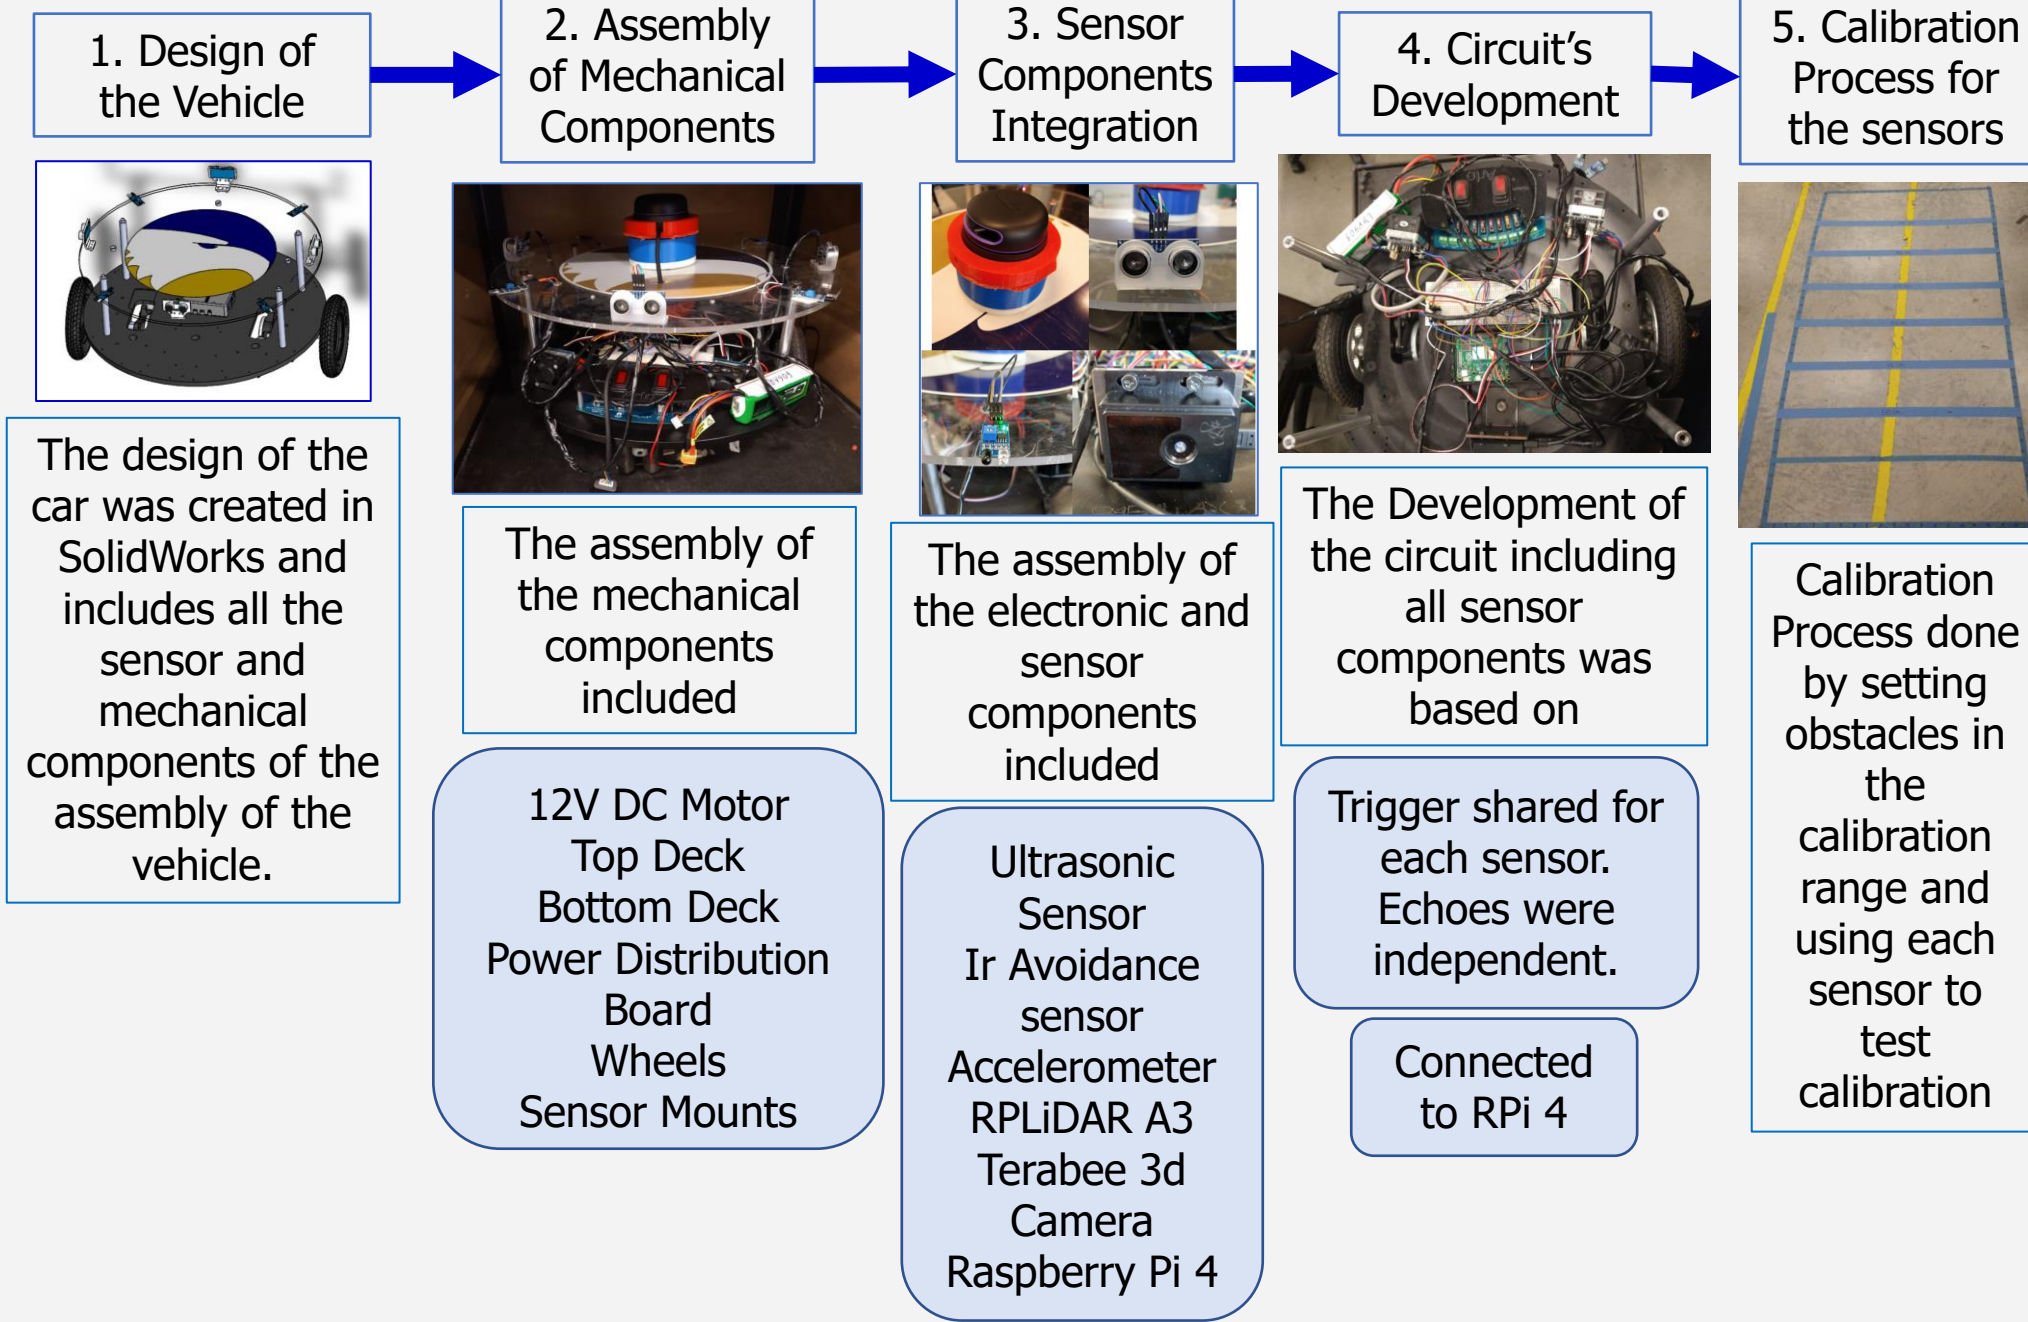 1. Design of
the Vehicle
2. Assembly
of Mechanical
Components
3. Sensor
Components
Integration
4. Circuit’s
Development
5. Calibration
Process for
the sensors
The design of the
car was created in
SolidWorks and
includes all the
sensor and
mechanical
components of the
assembly of the
vehicle.
The assembly of
the mechanical
components
included
12V DC Motor
Top Deck
Bottom Deck
Power Distribution
Board
Wheels
Sensor Mounts
The assembly of
the electronic and
sensor
components
included
Ultrasonic
Sensor
Ir Avoidance
sensor
Accelerometer
RPLiDAR A3
Terabee 3d
Camera
Raspberry Pi 4
The Development of
the circuit including
all sensor
components was
based on
Trigger shared for
each sensor.
Echoes were
independent.
Connected
to RPi 4
Calibration
Process done
by setting
obstacles in
the
calibration
range and
using each
sensor to
test
calibration